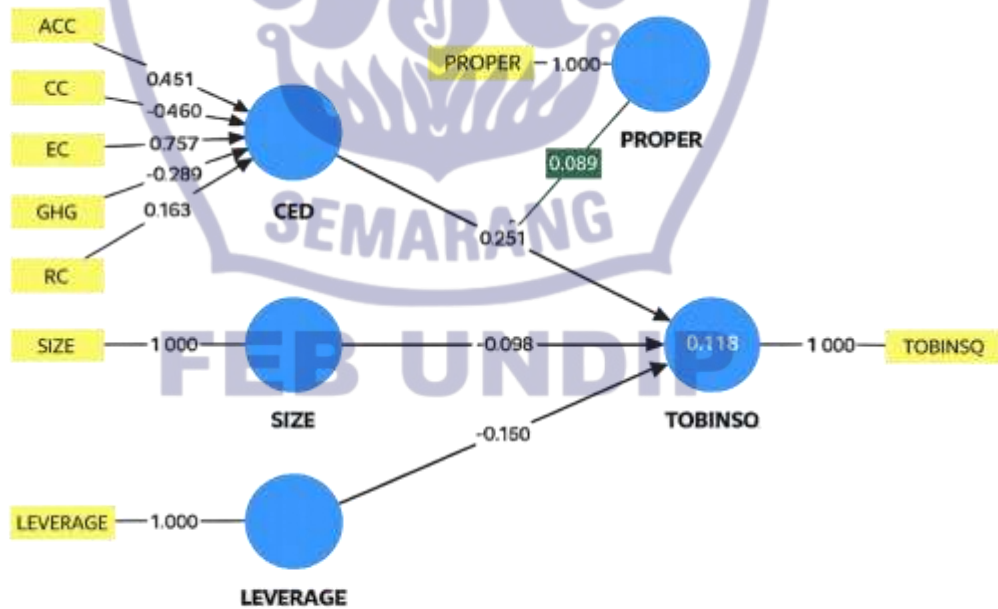 ACC
CC
EC
GHG
RC
SIZE
LEVERAGE
0.451
-0.460
0.757
-0.289
0.163
CED
PROPER
1.000
PROPER
0.089
0.251
SEMARANG
1 000
-0.098
0.118
1 000
TOBINSQ
FEB UNDIP
SIZE
TOBINSQ
-0.150
1.000
LEVERAGE